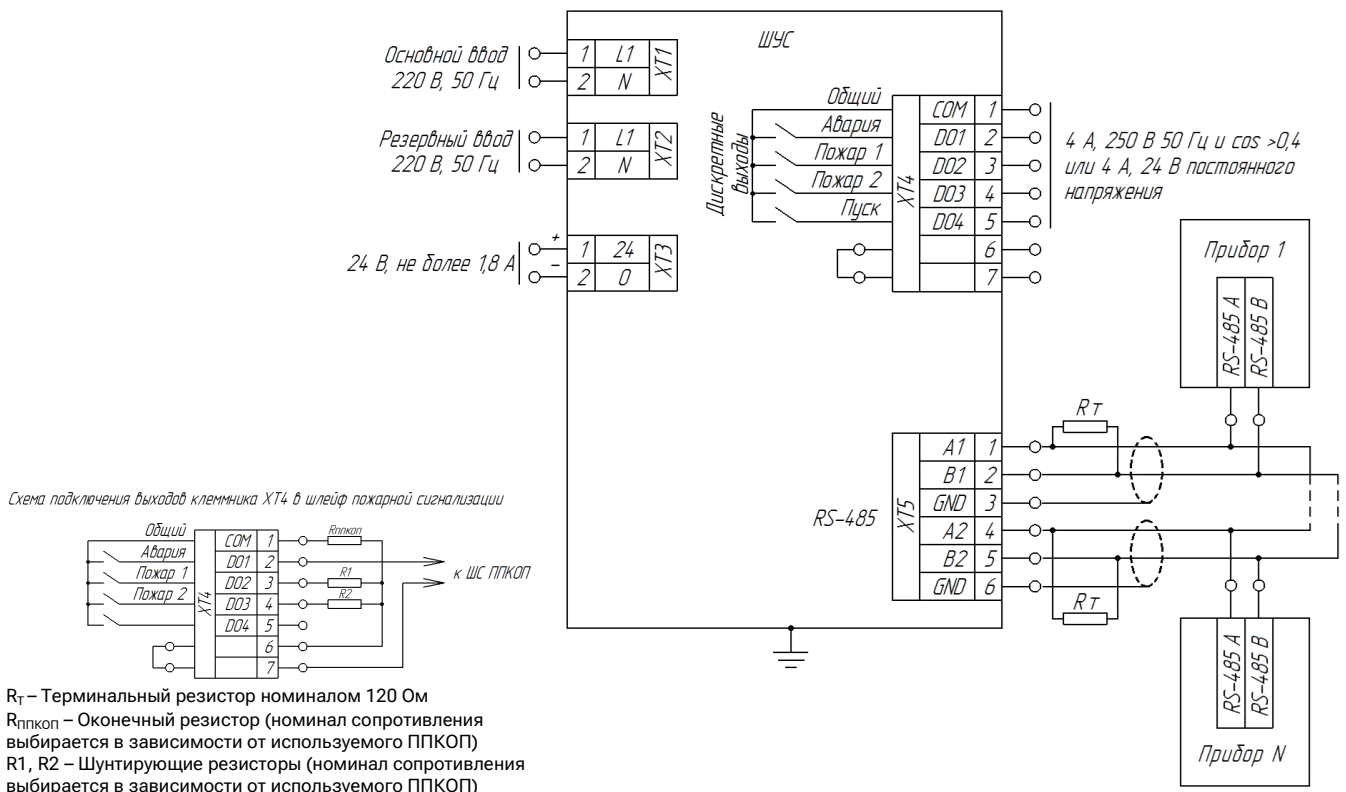 ШУС
Основной ввод
220 В, 50 Гц
1 L1
2 N
XT1
Резервный ввод
220 В, 50 Гц
1 L1
2 N
XT2
24 В, не более 1,8 А
+
–
1 24
2 0
XT3
Дискретные
выходы
Общий
Авария
Пожар 1
Пожар 2
Пуск
XT4
COM 1
DO1 2
DO2 3
DO3 4
DO4 5
6
7
4 А, 250 В 50 Гц и cos >0,4
или 4 А, 24 В постоянного
напряжения
Прибор 1
RS-485 A
RS-485 B
RS-485
XT5
A1 1
B1 2
GND 3
A2 4
B2 5
GND 6
Rт
Rт
RS-485 A
RS-485 B
Прибор N
Схема подключения выходов клеммника XT4 в шлейф пожарной сигнализации
Общий
Авария
Пожар 1
Пожар 2
XT4
COM 1
DO1 2
DO2 3
DO3 4
DO4 5
6
7
Rппкоп
R1
R2
к ШС ППКОП
Rт – Терминальный резистор номиналом 120 Ом
Rппкоп – Оконечный резистор (номинал сопротивления
выбирается в зависимости от используемого ППКОП)
R1, R2 – Шунтирующие резисторы (номинал сопротивления
выбирается в зависимости от используемого ППКОП)